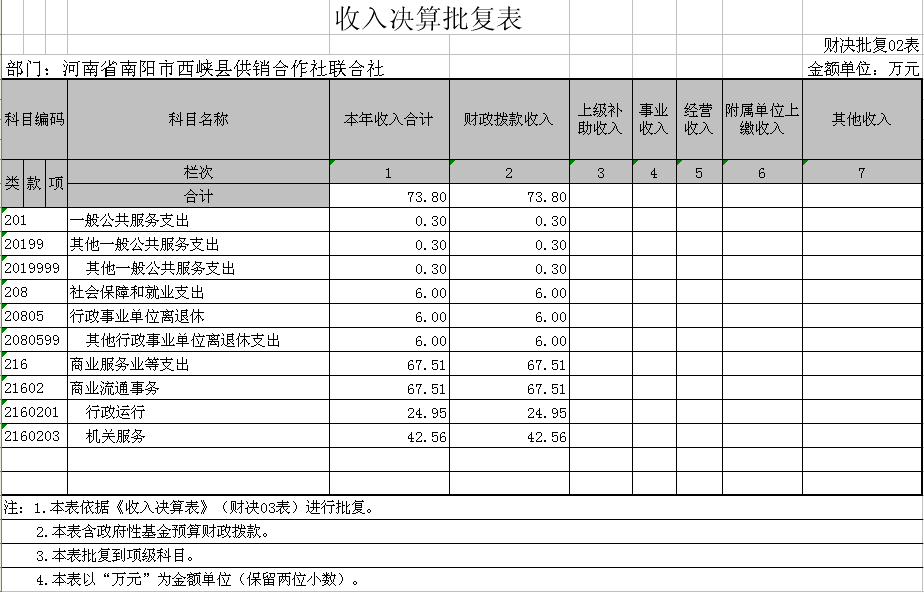 收入决算批复表
财决批复02表
部门：河南省南阳市西峡县供销合作社联合社 金额单位：万元
科目编码 科目名称 本年收入合计 财政拨款收入 上级补助收入 事业收入 经营收入 附属单位上缴收入 其他收入
类 款 项 栏次 1 2 3 4 5 6 7
合计 73.80 73.80
201 一般公共服务支出 0.30 0.30
20199 其他一般公共服务支出 0.30 0.30
2019999 其他一般公共服务支出 0.30 0.30
208 社会保障和就业支出 6.00 6.00
20805 行政事业单位离退休 6.00 6.00
2080599 其他行政事业单位离退休支出 6.00 6.00
216 商业服务业等支出 67.51 67.51
21602 商业流通事务 67.51 67.51
2160201 行政运行 24.95 24.95
2160203 机关服务 42.56 42.56
注：1.本表依据《收入决算表》（财决03表）进行批复。
2.本表含政府性基金预算财政拨款。
3.本表批复到项级科目。
4.本表以“万元”为金额单位（保留两位小数）。